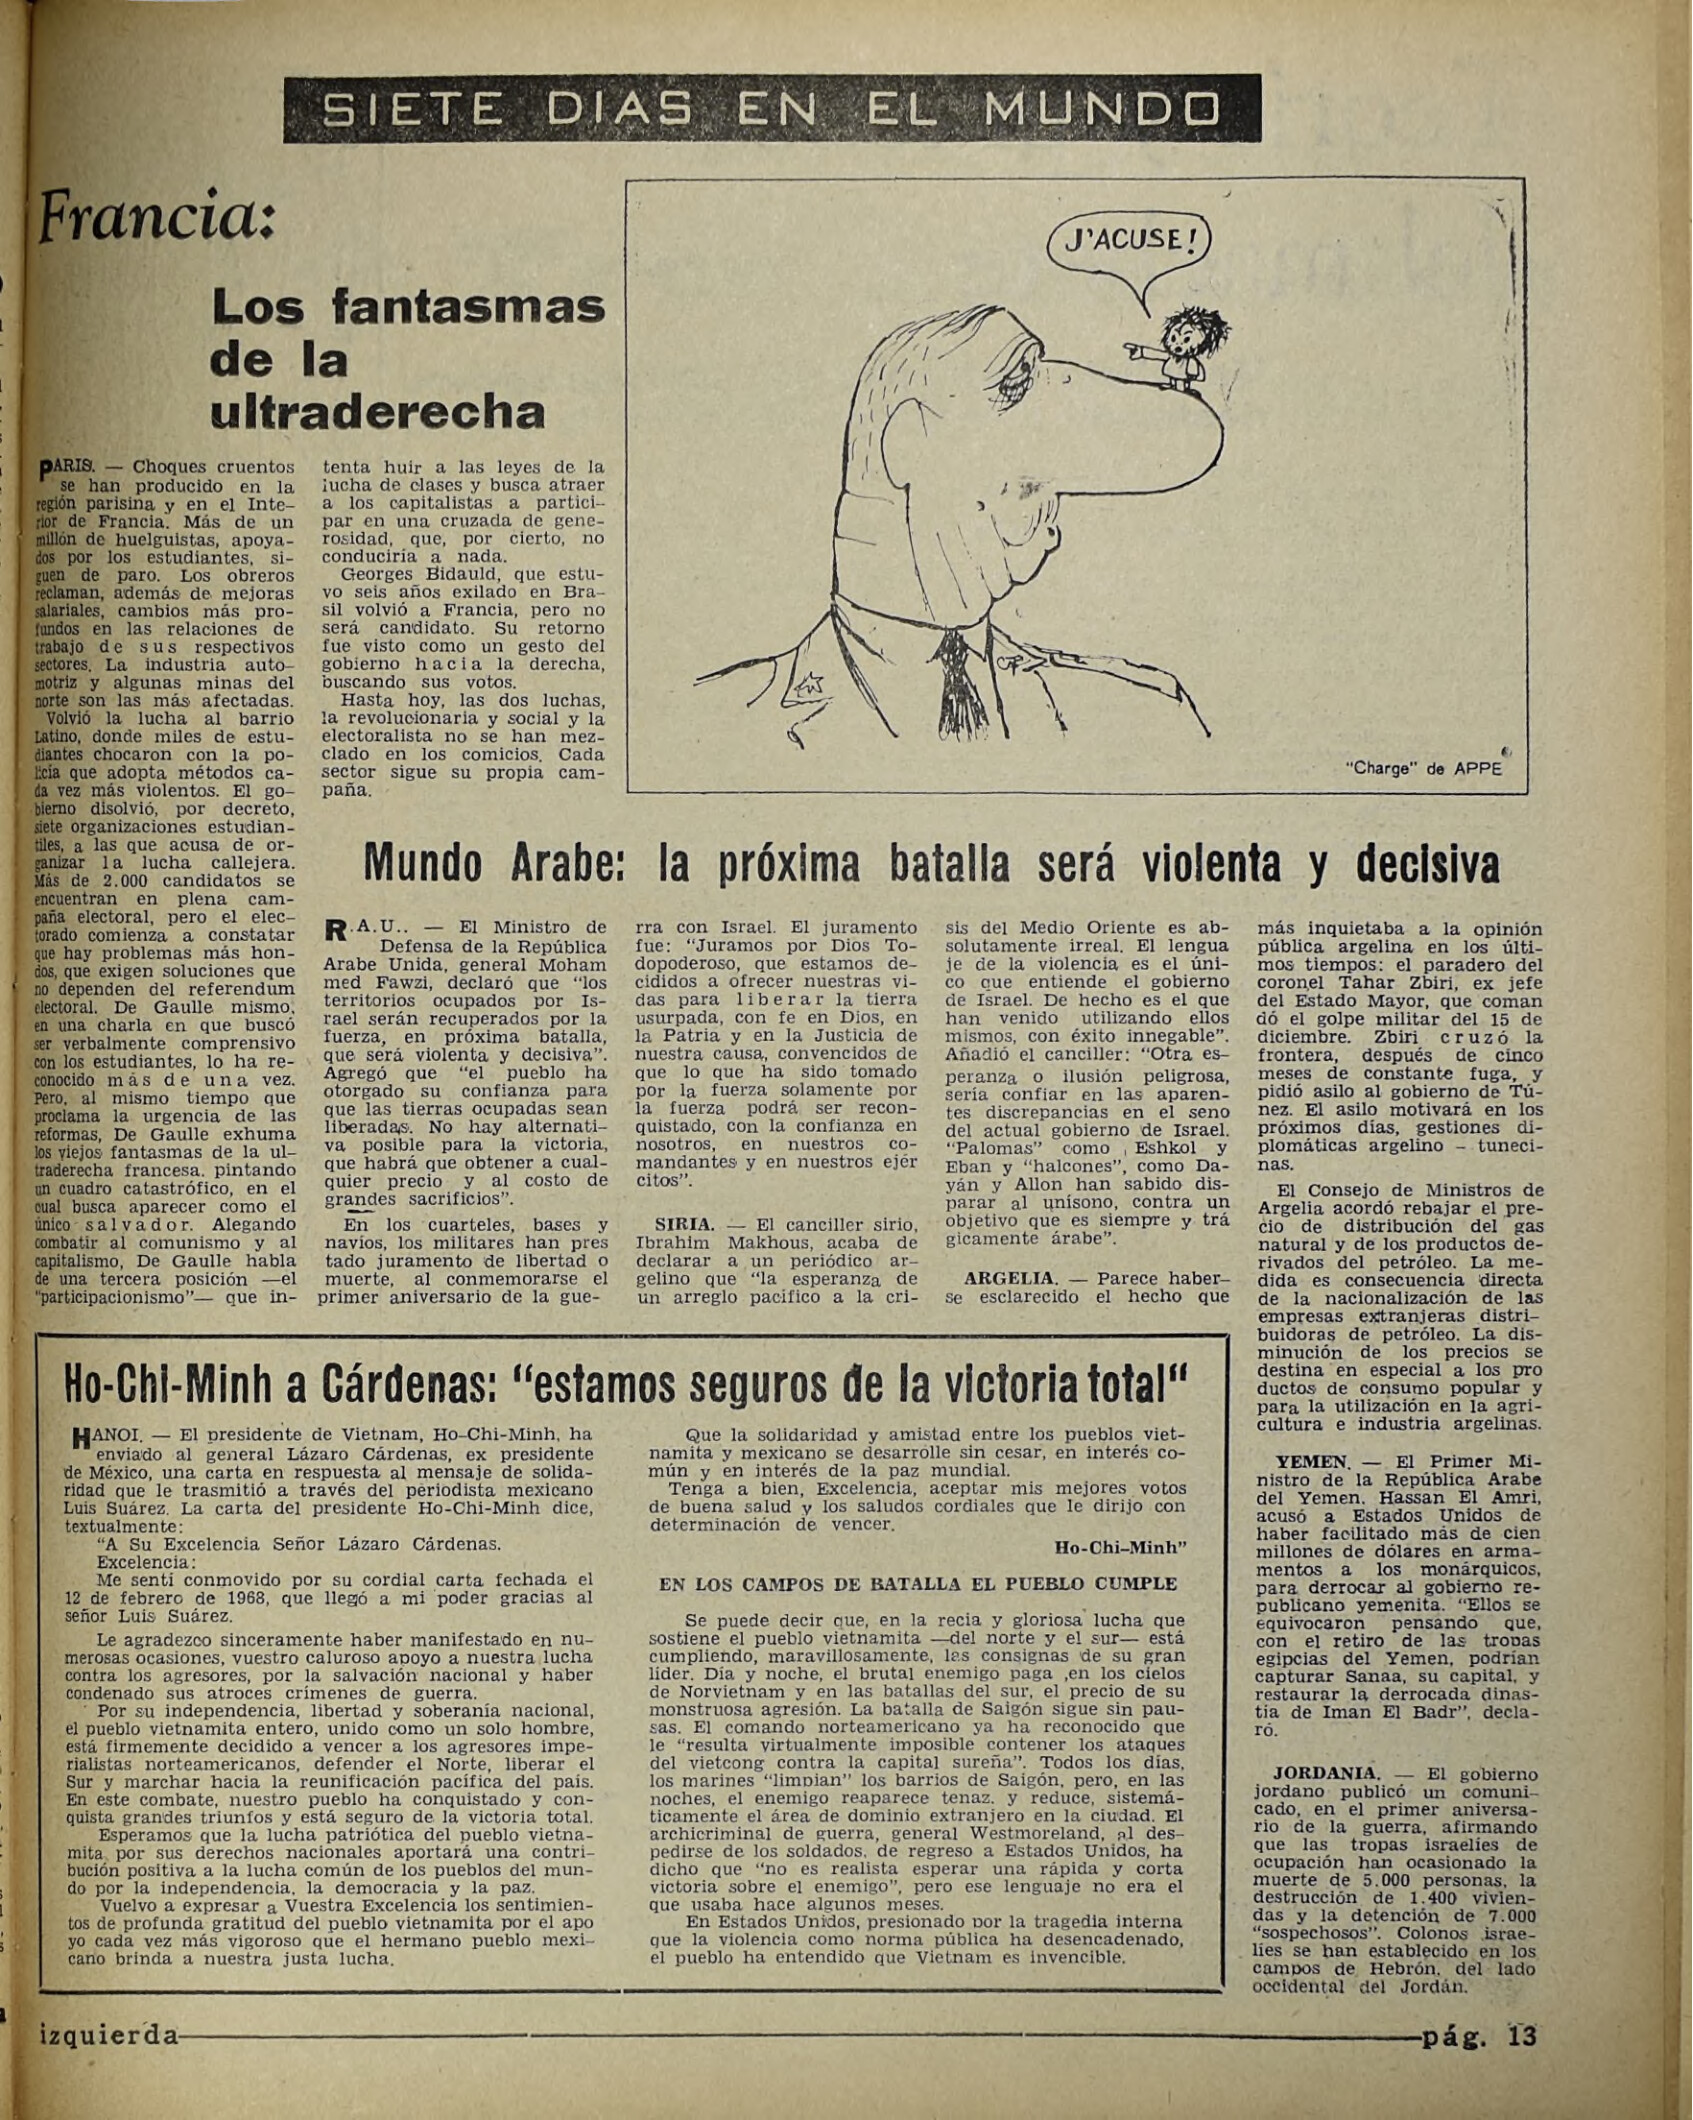 SIETE DIAS EN EL MUNDO
Francia:
Los fantasmas
de la
ultraderecha
PARIS. — Choques cruentos
se han producido en la
región parisina y en el Inte-
rior de Francia. Más de un
millón de huelguistas, apoya-
dos por los estudiantes, si-
guen de paro. Los obreros
reclaman, además de mejoras
salariales, cambios más pro-
fundos en las relaciones de
trabajo de sus respectivos
sectores. La industria auto-
motriz y algunas minas del
norte son las más afectadas.
Volvió la lucha al barrio
Latino, donde miles de estu-
diantes chocaron con la po-
licía que adopta métodos ca-
da vez más violentos. El go-
bierno disolvió, por decreto,
siete organizaciones estudian-
tiles, a las que acusa de or-
ganizar la lucha callejera.
Más de 2.000 candidatos se
encuentran en plena cam-
paña electoral, pero el elec-
torado comienza a constatar
que hay problemas más hon-
dos, que exigen soluciones que
no dependen del referendum
electoral. De Gaulle mismo,
en una charla en que buscó
ser verbalmente comprensivo
con los estudiantes, lo ha re-
conocido más de una vez.
Pero, al mismo tiempo que
proclama la urgencia de las
reformas, De Gaulle exhuma
los viejos fantasmas de la ul-
traderecha francesa, pintando
un cuadro catastrófico, en el
cual busca aparecer como el
único salvador. Alegando
combatir al comunismo y al
capitalismo, De Gaulle habla
de una tercera posición —el
"participacionismo"— que in-
tenta huir a las leyes de la
lucha de clases y busca atraer
a los capitalistas a partici-
par en una cruzada de gene-
rosidad, que, por cierto, no
conduciría a nada.
Georges Bidauld, que estu-
vo seis años exilado en Bra-
sil volvió a Francia, pero no
será candidato. Su retorno
fue visto como un gesto del
gobierno hacia la derecha,
buscando sus votos.
Hasta hoy, las dos luchas,
la revolucionaria y social y la
electoralista no se han mez-
clado en los comicios. Cada
sector sigue su propia cam-
paña.
J'ACUSE!
"Charge" de APPE
Mundo Arabe: la próxima batalla será violenta y decisiva
R.A.U.. — El Ministro de
Defensa de la República
Arabe Unida, general Moham
med Fawzi, declaró que "los
territorios ocupados por Is-
rael serán recuperados por la
fuerza, en próxima batalla,
que será violenta y decisiva".
Agregó que "el pueblo ha
otorgado su confianza para
que las tierras ocupadas sean
liberadas. No hay alternati-
va posible para la victoria,
que habrá que obtener a cual-
quier precio y al costo de
grandes sacrificios".
En los cuarteles, bases y
navíos, los militares han pres
tado juramento de libertad o
muerte, al conmemorarse el
primer aniversario de la gue-
rra con Israel. El juramento
fue: "Juramos por Dios To-
dopoderoso, que estamos de-
cididos a ofrecer nuestras vi-
das para liberar la tierra
usurpada, con fe en Dios, en
la Patria y en la Justicia de
nuestra causa, convencidos de
que lo que ha sido tomado
por la fuerza solamente por
la fuerza podrá ser recon-
quistado, con la confianza en
nosotros, en nuestros co-
mandantes y en nuestros ejér
citos".
SIRIA. — El canciller sirio,
Ibrahim Makhous, acaba de
declarar a un periódico ar-
gelino que "la esperanza de
un arreglo pacífico a la cri-
sis del Medio Oriente es ab-
solutamente irreal. El lengua
je de la violencia es el úni-
co que entiende el gobierno
de Israel. De hecho es el que
han venido utilizando ellos
mismos, con éxito innegable".
Añadió el canciller: "Otra es-
peranza o ilusión peligrosa,
sería confiar en las aparen-
tes discrepancias en el seno
del actual gobierno de Israel.
"Palomas" como Eshkol y
Eban y "halcones", como Da-
yán y Allon han sabido dis-
parar al unísono, contra un
objetivo que es siempre y trá
gicamente árabe".
ARGELIA. — Parece haber-
se esclarecido el hecho que
más inquietaba a la opinión
pública argelina en los últi-
mos tiempos: el paradero del
coronel Tahar Zbiri, ex jefe
del Estado Mayor, que coman
dó el golpe militar del 15 de
diciembre. Zbiri cruzó la
frontera, después de cinco
meses de constante fuga, y
pidió asilo al gobierno de Tú-
nez. El asilo motivará en los
próximos días, gestiones di-
plomáticas argelino - tuneci-
nas.
El Consejo de Ministros de
Argelia acordó rebajar el pre-
cio de distribución del gas
natural y de los productos de-
rivados del petróleo. La me-
dida es consecuencia directa
de la nacionalización de las
empresas extranjeras distri-
buidoras de petróleo. La dis-
minución de los precios se
destina en especial a los pro
ductos de consumo popular y
para la utilización en la agri-
cultura e industria argelinas.
YEMEN. — El Primer Mi-
nistro de la República Arabe
del Yemen, Hassan El Amri,
acusó a Estados Unidos de
haber facilitado más de cien
millones de dólares en arma-
mentos a los monárquicos,
para derrocar al gobierno re-
publicano yemenita. "Ellos se
equivocaron pensando que,
con el retiro de las tropas
egipcias del Yemen, podrían
capturar Sanaa, su capital, y
restaurar la derrocada dinas-
tía de Iman El Badr", decla-
ró.
JORDANIA. — El gobierno
jordano publicó un comuni-
cado, en el primer aniversa-
rio de la guerra, afirmando
que las tropas israelíes de
ocupación han ocasionado la
muerte de 5.000 personas, la
destrucción de 1.400 vivien-
das y la detención de 7.000
"sospechosos". Colonos israe-
líes se han establecido en los
campos de Hebrón, del lado
occidental del Jordán.
Ho-Chi-Minh a Cárdenas: "estamos seguros de la victoria total"
HANOI. — El presidente de Vietnam, Ho-Chi-Minh, ha
enviado al general Lázaro Cárdenas, ex presidente
de México, una carta en respuesta al mensaje de solida-
ridad que le trasmitió a través del periodista mexicano
Luis Suárez. La carta del presidente Ho-Chi-Minh dice,
textualmente:
"A Su Excelencia Señor Lázaro Cárdenas.
Excelencia:
Me sentí conmovido por su cordial carta fechada el
12 de febrero de 1968, que llegó a mi poder gracias al
señor Luis Suárez.
Le agradezco sinceramente haber manifestado en nu-
merosas ocasiones, vuestro caluroso apoyo a nuestra lucha
contra los agresores, por la salvación nacional y haber
condenado sus atroces crímenes de guerra.
Por su independencia, libertad y soberanía nacional,
el pueblo vietnamita entero, unido como un solo hombre,
está firmemente decidido a vencer a los agresores impe-
rialistas norteamericanos, defender el Norte, liberar el
Sur y marchar hacia la reunificación pacífica del país.
En este combate, nuestro pueblo ha conquistado y con-
quista grandes triunfos y está seguro de la victoria total.
Esperamos que la lucha patriótica del pueblo vietna-
mita por sus derechos nacionales aportará una contri-
bución positiva a la lucha común de los pueblos del mun-
do por la independencia, la democracia y la paz.
Vuelvo a expresar a Vuestra Excelencia los sentimien-
tos de profunda gratitud del pueblo vietnamita por el apo
yo cada vez más vigoroso que el hermano pueblo mexi-
cano brinda a nuestra justa lucha.
Que la solidaridad y amistad entre los pueblos viet-
namita y mexicano se desarrolle sin cesar, en interés co-
mún y en interés de la paz mundial.
Tenga a bien, Excelencia, aceptar mis mejores votos
de buena salud y los saludos cordiales que le dirijo con
determinación de vencer.
Ho-Chi-Minh"
EN LOS CAMPOS DE BATALLA EL PUEBLO CUMPLE
Se puede decir que, en la recia y gloriosa lucha que
sostiene el pueblo vietnamita —del norte y el sur— está
cumpliendo, maravillosamente, las consignas de su gran
líder. Día y noche, el brutal enemigo paga en los cielos
de Norvietnam y en las batallas del sur, el precio de su
monstruosa agresión. La batalla de Saigón sigue sin pau-
sas. El comando norteamericano ya ha reconocido que
le "resulta virtualmente imposible contener los ataques
del vietcong contra la capital sureña". Todos los días,
los marines "limpian" los barrios de Saigón, pero, en las
noches, el enemigo reaparece tenaz, y reduce, sistemá-
ticamente el área de dominio extranjero en la ciudad. El
archicriminal de guerra, general Westmoreland, al des-
pedirse de los soldados, de regreso a Estados Unidos, ha
dicho que "no es realista esperar una rápida y corta
victoria sobre el enemigo", pero ese lenguaje no era el
que usaba hace algunos meses.
En Estados Unidos, presionado por la tragedia interna
que la violencia como norma pública ha desencadenado,
el pueblo ha entendido que Vietnam es invencible.
izquierda
pág. 13